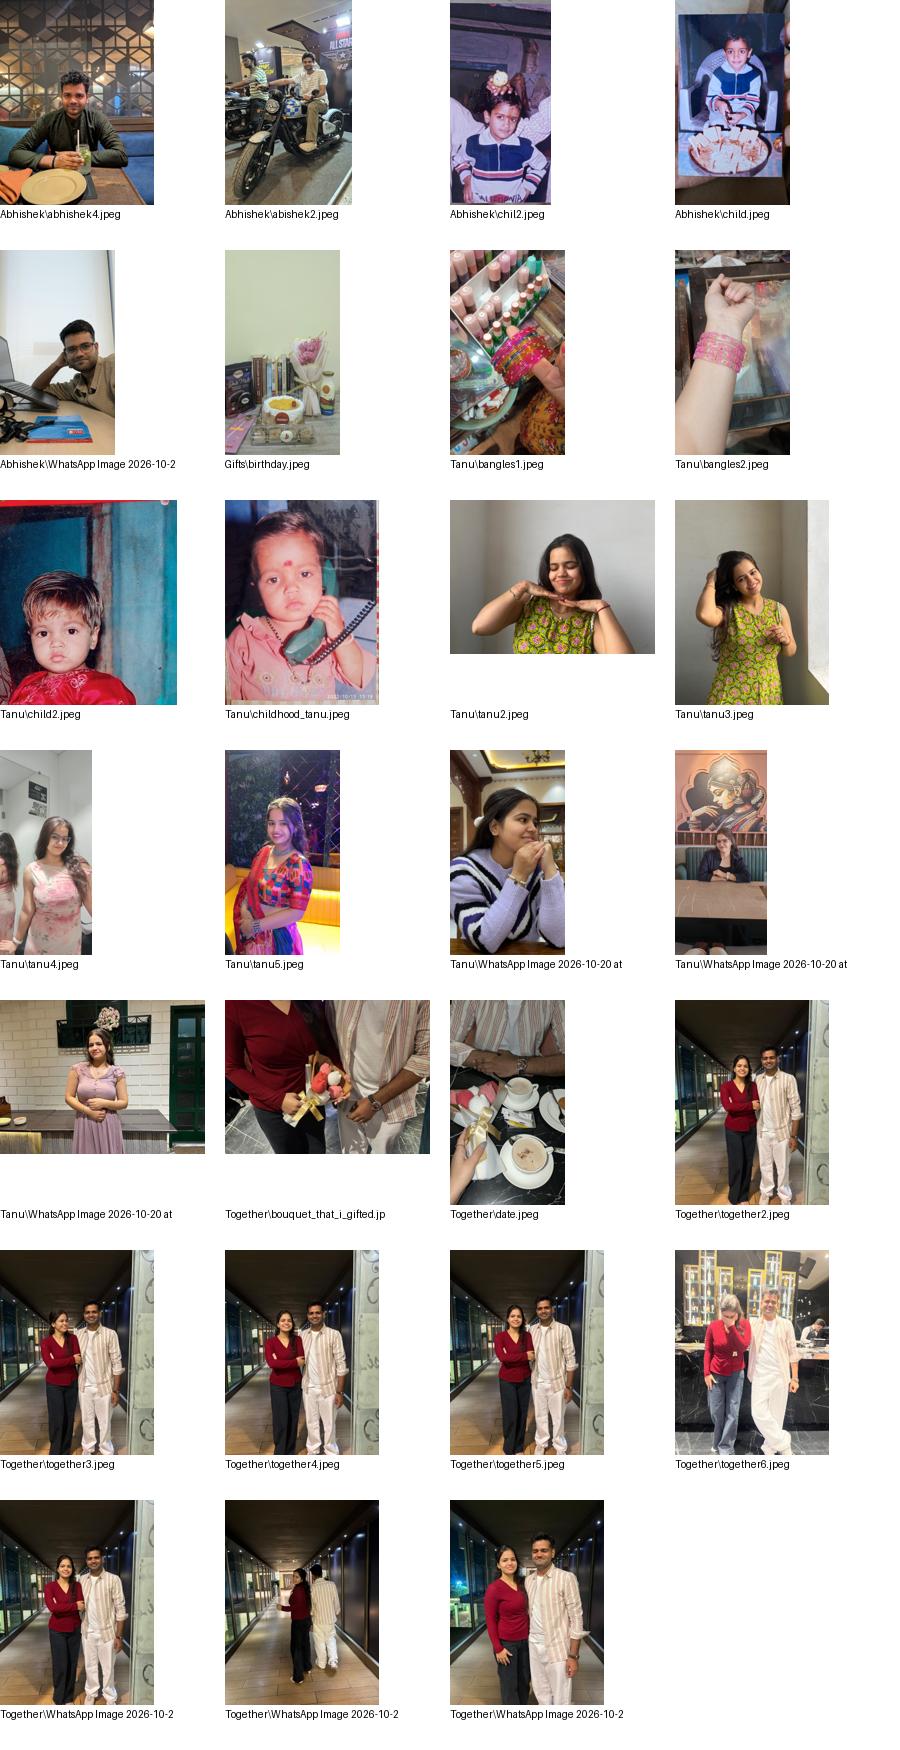 ALL STAR
Abhishek\abhishek4.jpeg
Abhishek\abishek2.jpeg
Abhishek\chil2.jpeg
Abhishek\child.jpeg
Abhishek\WhatsApp Image 2026-10-2
Gifts\birthday.jpeg
Tanu\bangles1.jpeg
Tanu\bangles2.jpeg
Tanu\child2.jpeg
Tanu\childhood_tanu.jpeg
Tanu\tanu2.jpeg
Tanu\tanu3.jpeg
Tanu\tanu4.jpeg
Tanu\tanu5.jpeg
Tanu\WhatsApp Image 2026-10-20 at
Tanu\WhatsApp Image 2026-10-20 at
Tanu\WhatsApp Image 2026-10-20 at
Together\bouquet_that_i_gifted.jp
Together\date.jpeg
Together\together2.jpeg
Together\together3.jpeg
Together\together4.jpeg
Together\together5.jpeg
Together\together6.jpeg
Together\WhatsApp Image 2026-10-2
Together\WhatsApp Image 2026-10-2
Together\WhatsApp Image 2026-10-2